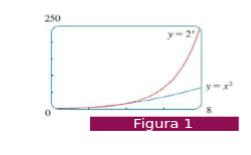 250
y = 2ˣ
y = x²
0
8
Figura 1